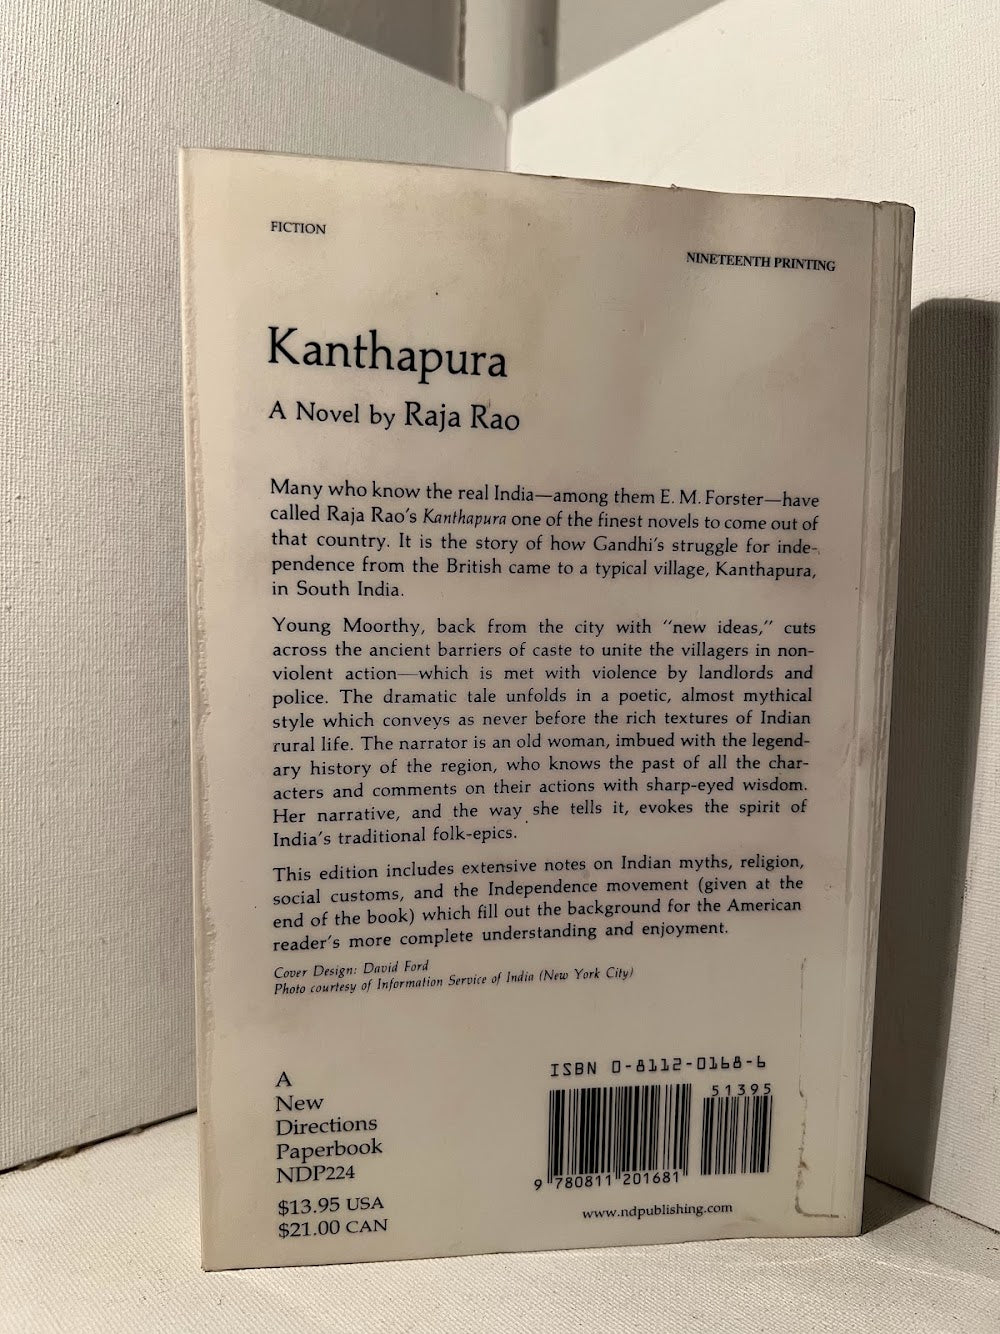 FICTION
NINETEENTH PRINTING
Kanthapura
A Novel by Raja Rao
Many who know the real India—among them E. M. Forster—have
called Raja Rao's Kanthapura one of the finest novels to come out of
that country. It is the story of how Gandhi's struggle for inde-
pendence from the British came to a typical village, Kanthapura,
in South India.
Young Moorthy, back from the city with "new ideas," cuts
across the ancient barriers of caste to unite the villagers in non-
violent action—which is met with violence by landlords and
police. The dramatic tale unfolds in a poetic, almost mythical
style which conveys as never before the rich textures of Indian
rural life. The narrator is an old woman, imbued with the legend-
ary history of the region, who knows the past of all the char-
acters and comments on their actions with sharp-eyed wisdom.
Her narrative, and the way she tells it, evokes the spirit of
India's traditional folk-epics.
This edition includes extensive notes on Indian myths, religion,
social customs, and the Independence movement (given at the
end of the book) which fill out the background for the American
reader's more complete understanding and enjoyment.
Cover Design: David Ford
Photo courtesy of Information Service of India (New York City)
A
New
Directions
Paperbook
NDP224
$13.95 USA
$21.00 CAN
ISBN 0-8112-0168-6
51395
9 780811 201681
www.ndpublishing.com